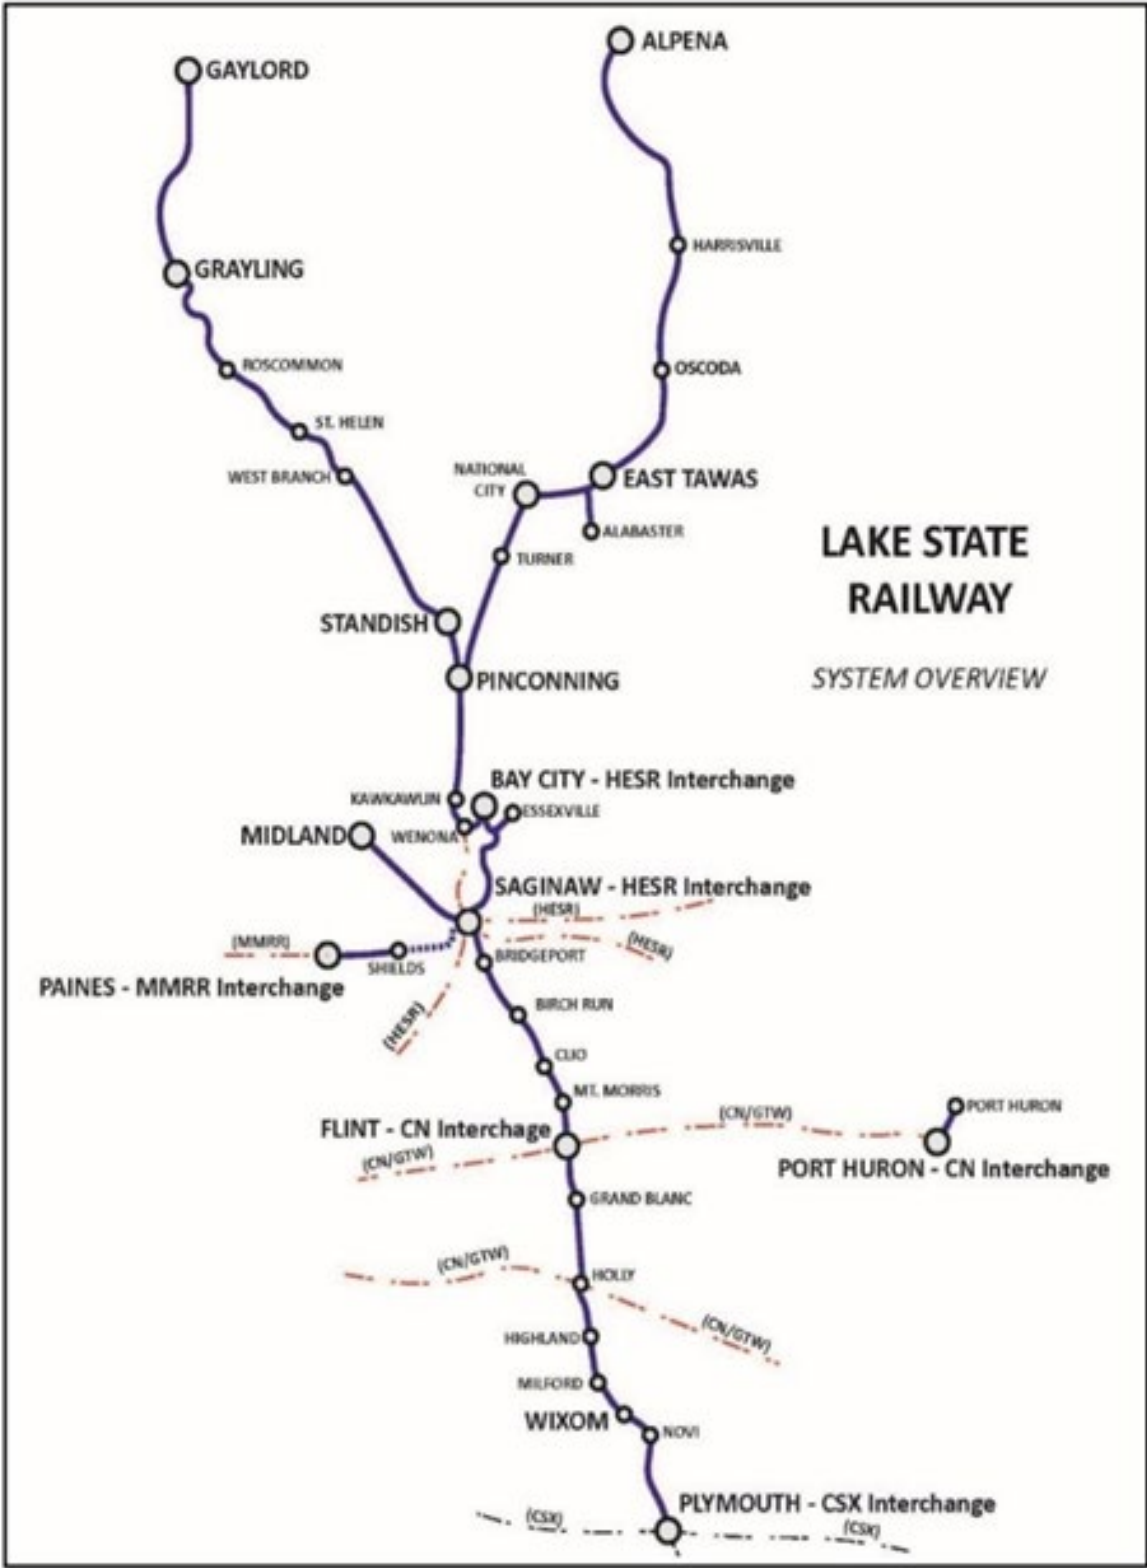 ALPENA
GAYLORD
HARRISVILLE
GRAYLING
ROSCOMMON
OSCODA
ST. HELEN
WEST BRANCH
NATIONAL
CITY
EAST TAWAS
ALABASTER
TURNER
LAKE STATE
RAILWAY
SYSTEM OVERVIEW
STANDISH
PINCONNING
BAY CITY - HESR Interchange
KAWKAWLIN
ESSEXVILLE
MIDLAND
WENONA
SAGINAW - HESR Interchange
(HESR)
(HESR)
(MMRR)
SHIELDS
BRIDGEPORT
PAINES - MMRR Interchange
(HESR)
BIRCH RUN
CLIO
MT. MORRIS
(CN/GTW)
PORT HURON
FLINT - CN Interchage
(CN/GTW)
PORT HURON - CN Interchange
GRAND BLANC
(CN/GTW)
HOLLY
(CN/GTW)
HIGHLAND
MILFORD
WIXOM
NOVI
PLYMOUTH - CSX Interchange
(CSX)
(CSX)